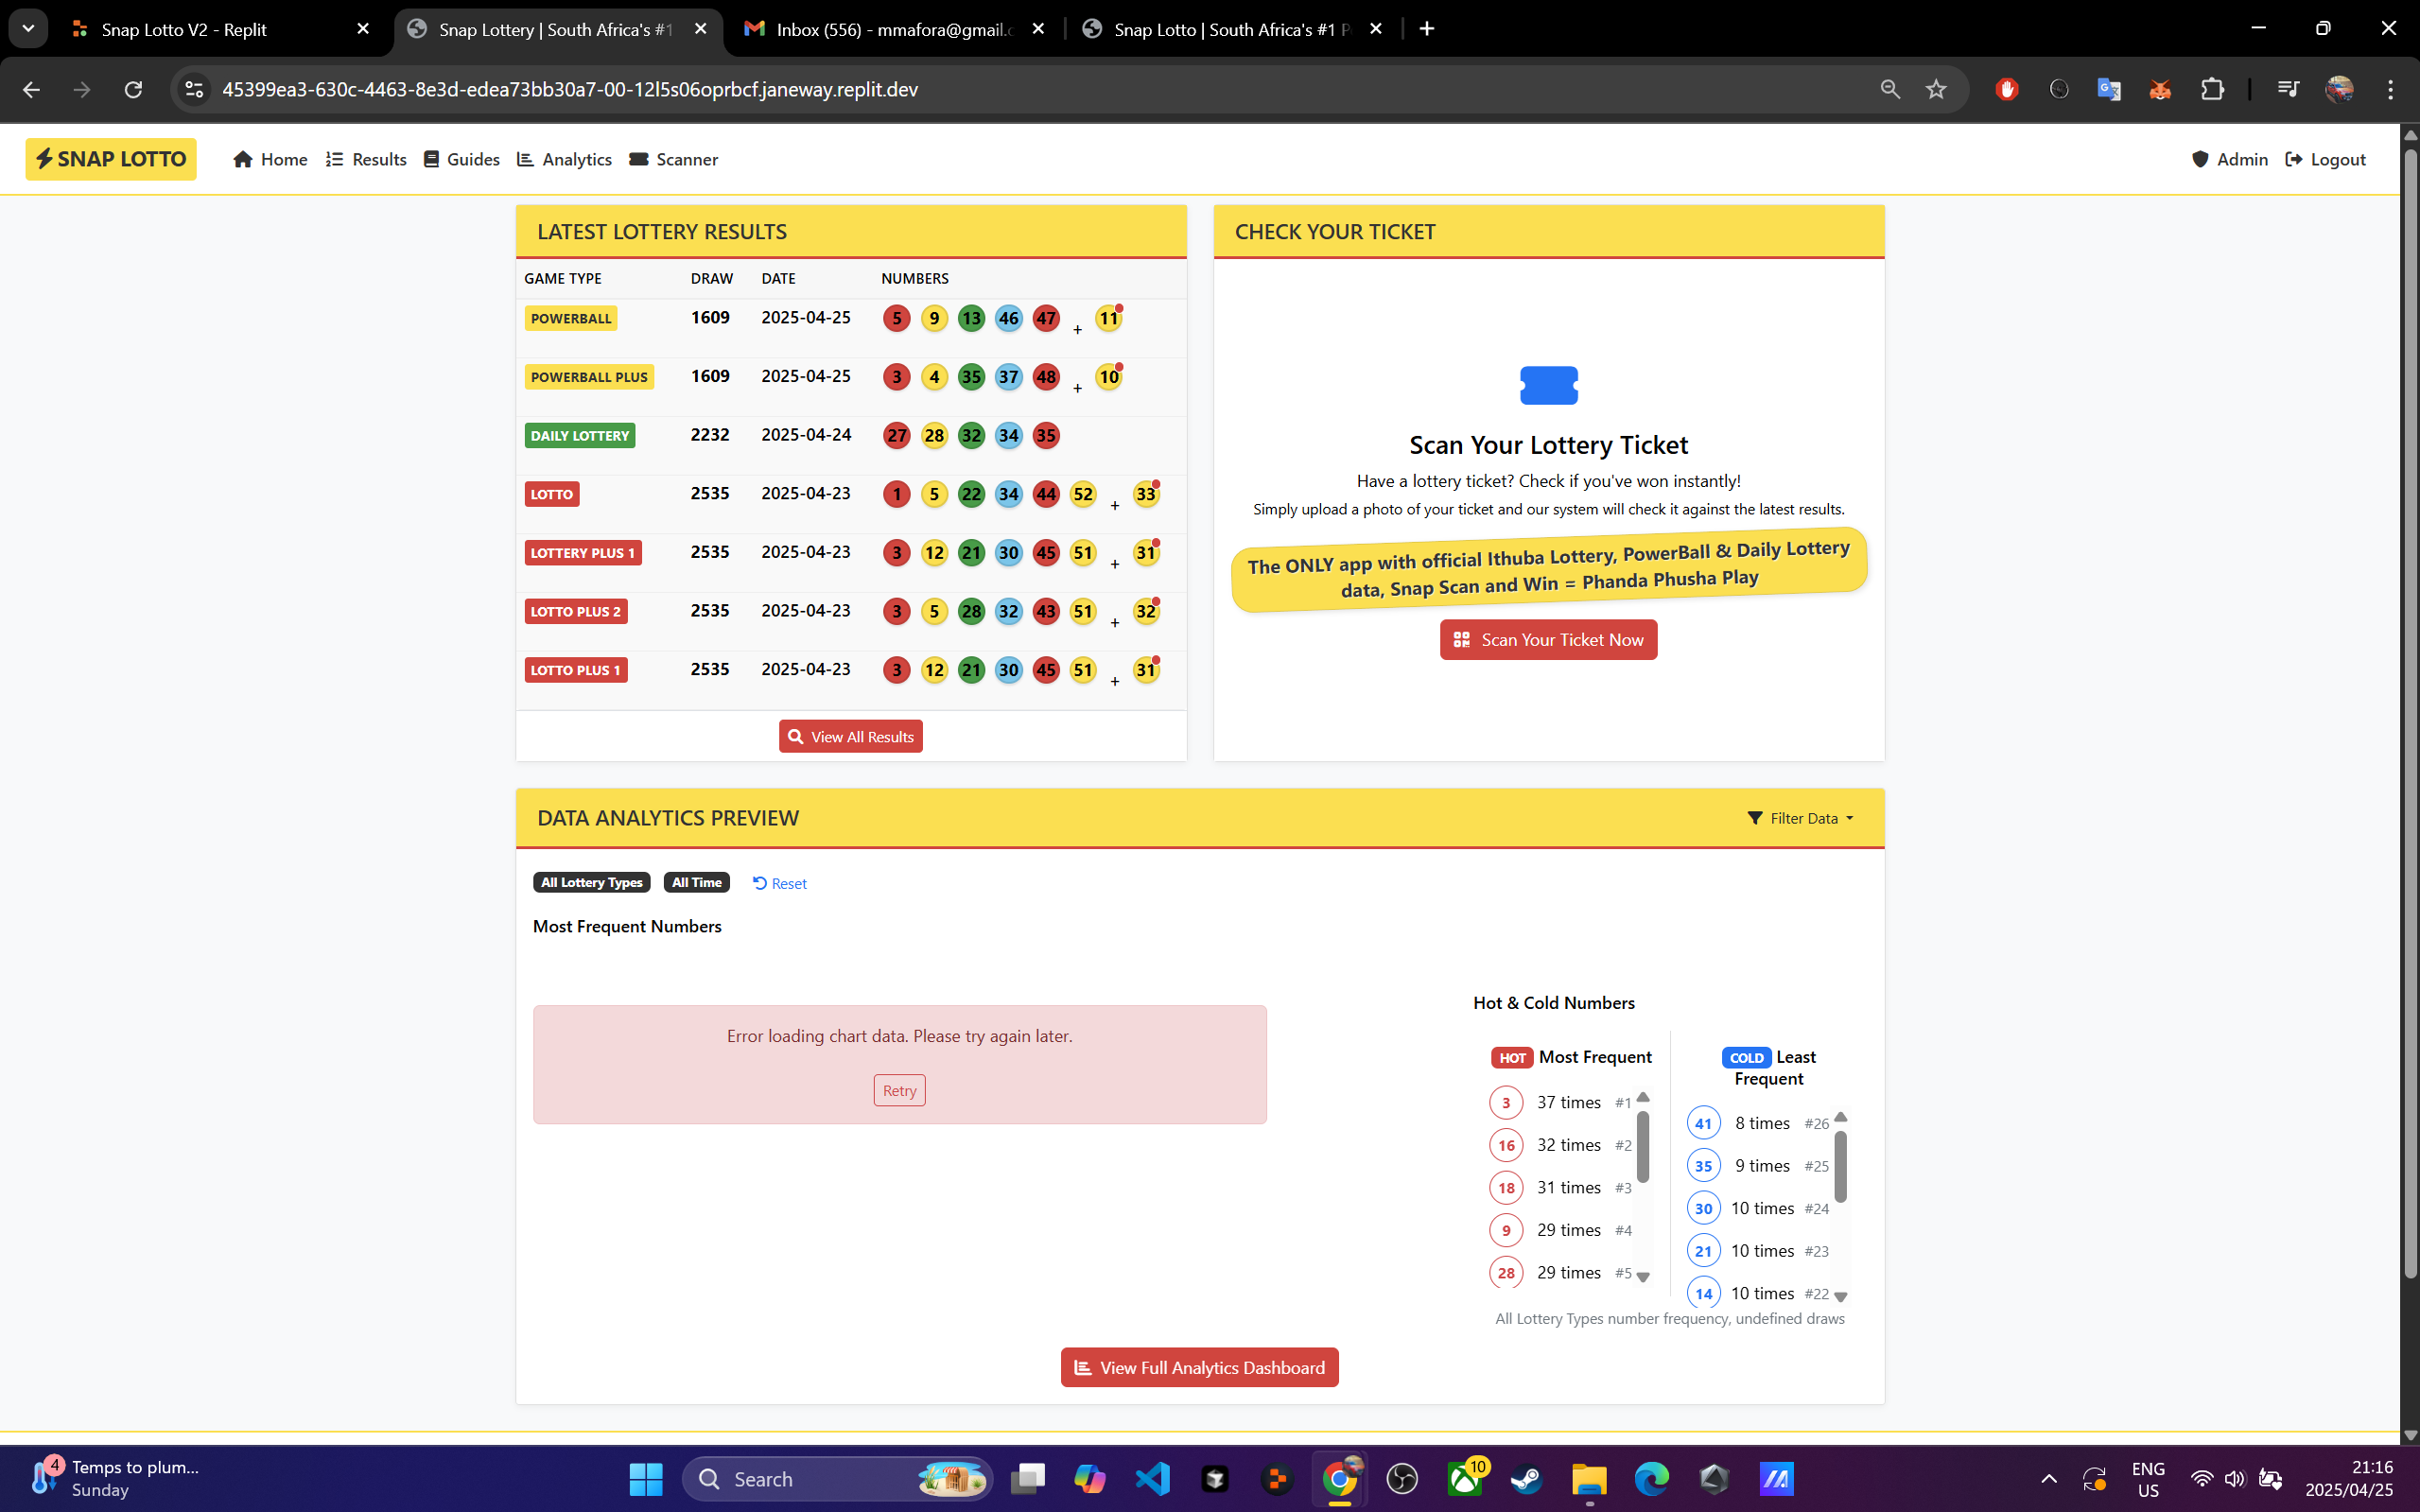 Snap Lotto V2 - Replit
Snap Lottery | South Africa's #1
Inbox (556) - mmafora@gmail.c
Snap Lotto | South Africa's #1 P
45399ea3-630c-4463-8e3d-edea73bb30a7-00-12l5s06oprbcf.janeway.replit.dev
SNAP LOTTO
Home
Results
Guides
Analytics
Scanner
Admin
Logout
LATEST LOTTERY RESULTS
GAME TYPE DRAW DATE NUMBERS
POWERBALL 1609 2025-04-25 5 9 13 46 47 + 11
POWERBALL PLUS 1609 2025-04-25 3 4 35 37 48 + 10
DAILY LOTTERY 2232 2025-04-24 27 28 32 34 35
LOTTO 2535 2025-04-23 1 5 22 34 44 52 + 33
LOTTERY PLUS 1 2535 2025-04-23 3 12 21 30 45 51 + 31
LOTTO PLUS 2 2535 2025-04-23 3 5 28 32 43 51 + 32
LOTTO PLUS 1 2535 2025-04-23 3 12 21 30 45 51 + 31
View All Results
CHECK YOUR TICKET
Scan Your Lottery Ticket
Have a lottery ticket? Check if you've won instantly!
Simply upload a photo of your ticket and our system will check it against the latest results.
The ONLY app with official Ithuba Lottery, PowerBall & Daily Lottery
data, Snap Scan and Win = Phanda Phusha Play
Scan Your Ticket Now
DATA ANALYTICS PREVIEW
Filter Data
All Lottery Types All Time Reset
Most Frequent Numbers
Error loading chart data. Please try again later.
Retry
Hot & Cold Numbers
HOT Most Frequent
3 37 times #1
16 32 times #2
18 31 times #3
9 29 times #4
28 29 times #5
COLD Least
Frequent
41 8 times #26
35 9 times #25
30 10 times #24
21 10 times #23
14 10 times #22
All Lottery Types number frequency, undefined draws
View Full Analytics Dashboard
4
Temps to plum...
Sunday
Search
10
ENG
US
21:16
2025/04/25